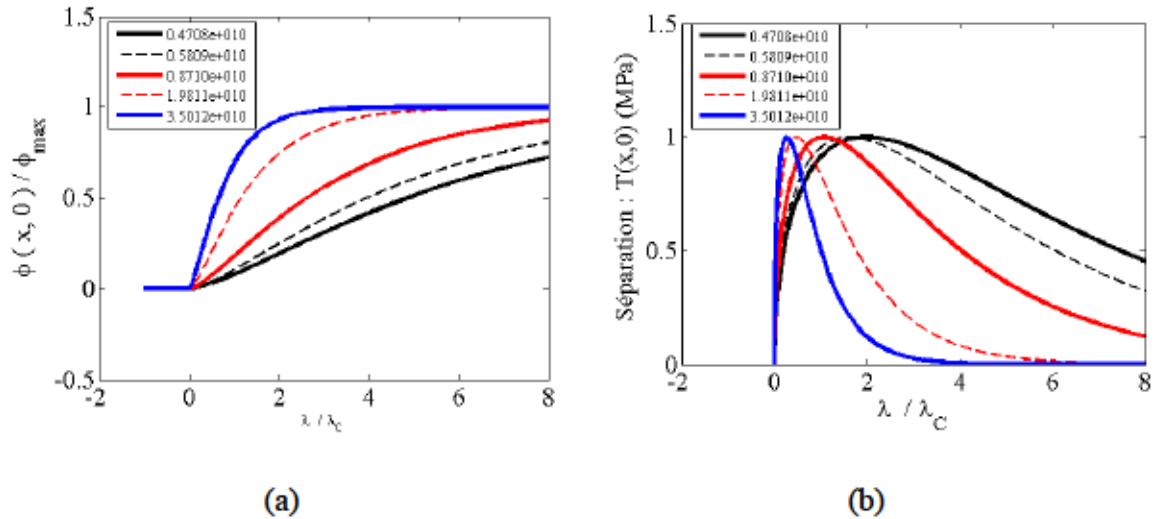 1.5
1
0.5
0
-0.5
-2
0
2
4
6
8
0.4708e+010
0.5809e+010
0.8710e+010
1.9811e+010
3.5012e+010
ϕ ( x, 0 ) / ϕmax
λ / λC
(a)
1.5
1
0.5
0
-2
0
2
4
6
8
0.4708e+010
0.5809e+010
0.8710e+010
1.9811e+010
3.5012e+010
Séparation : T(x,0) (MPa)
λ / λC
(b)